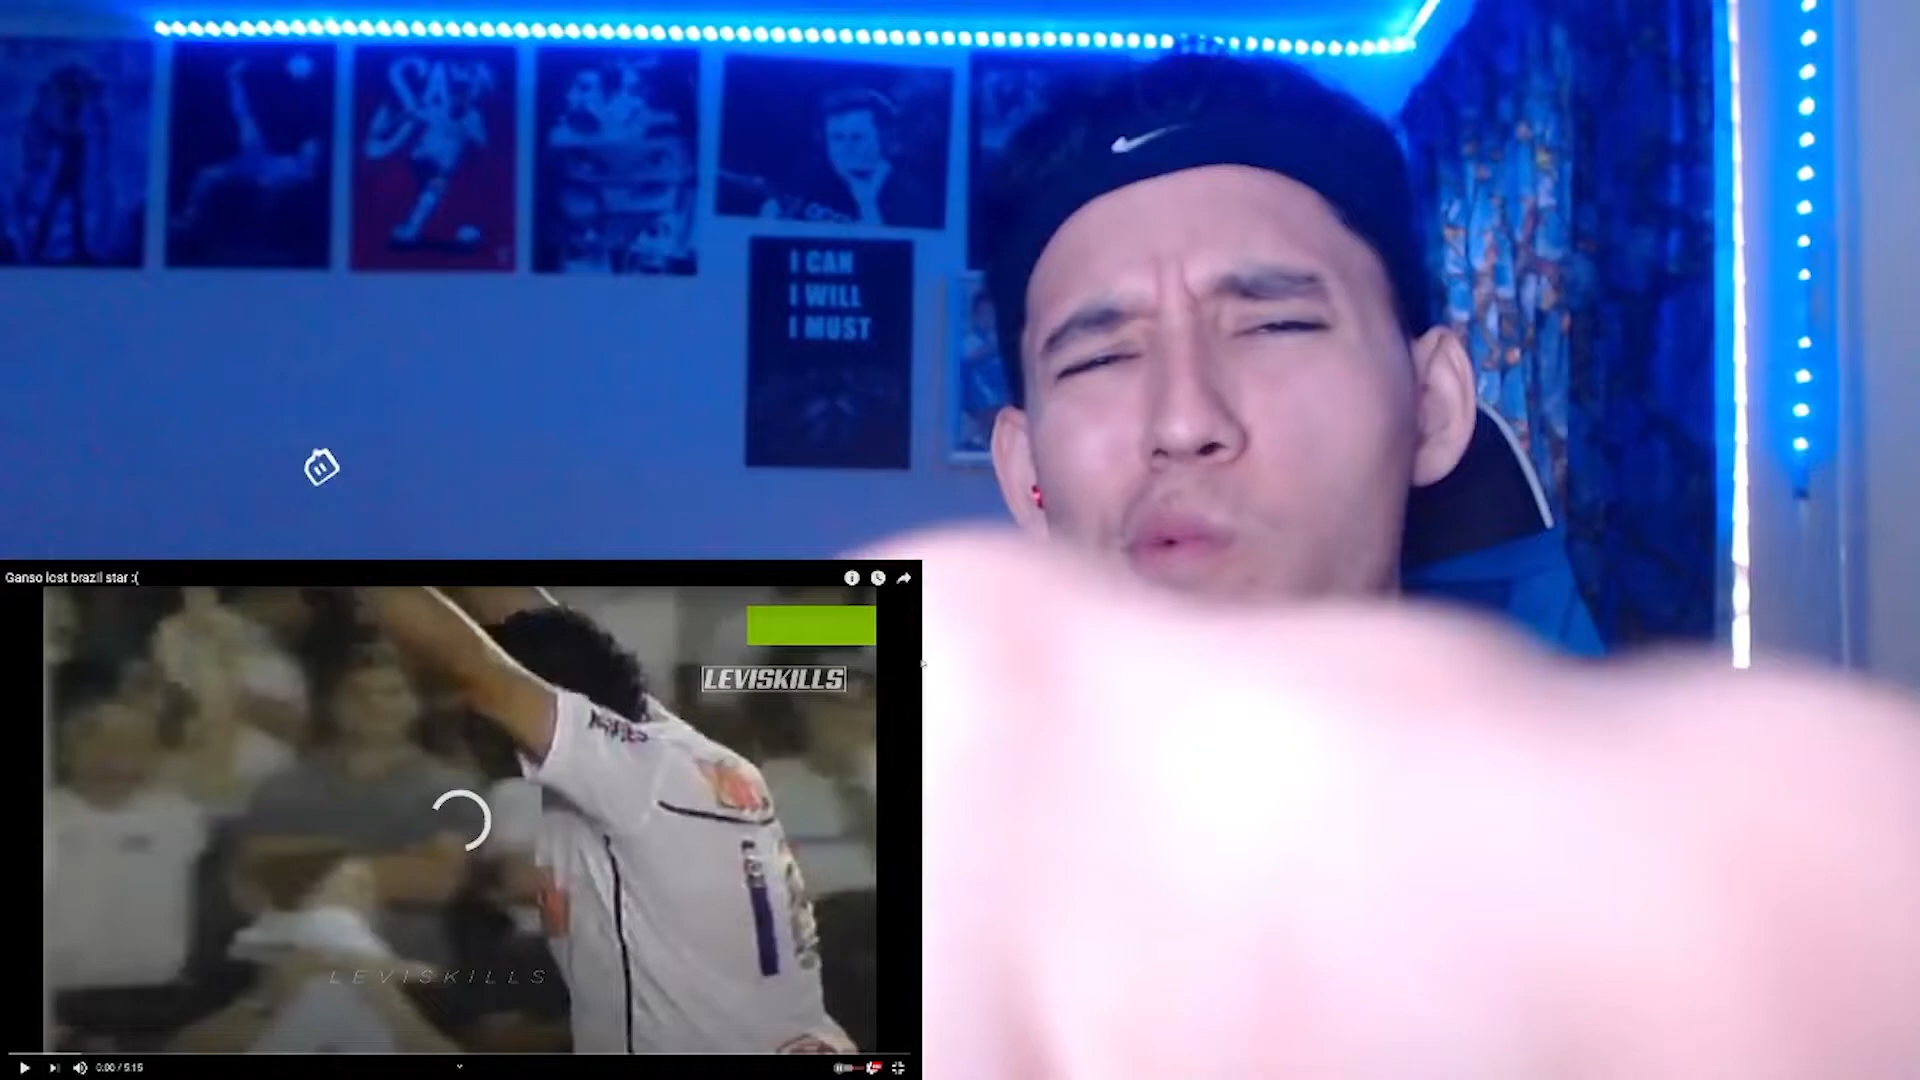 I CAN
I WILL
I MUST
Ganso lost brazil star :(
LEVISKILLS
LEVISKILLS
0:00 / 5:15